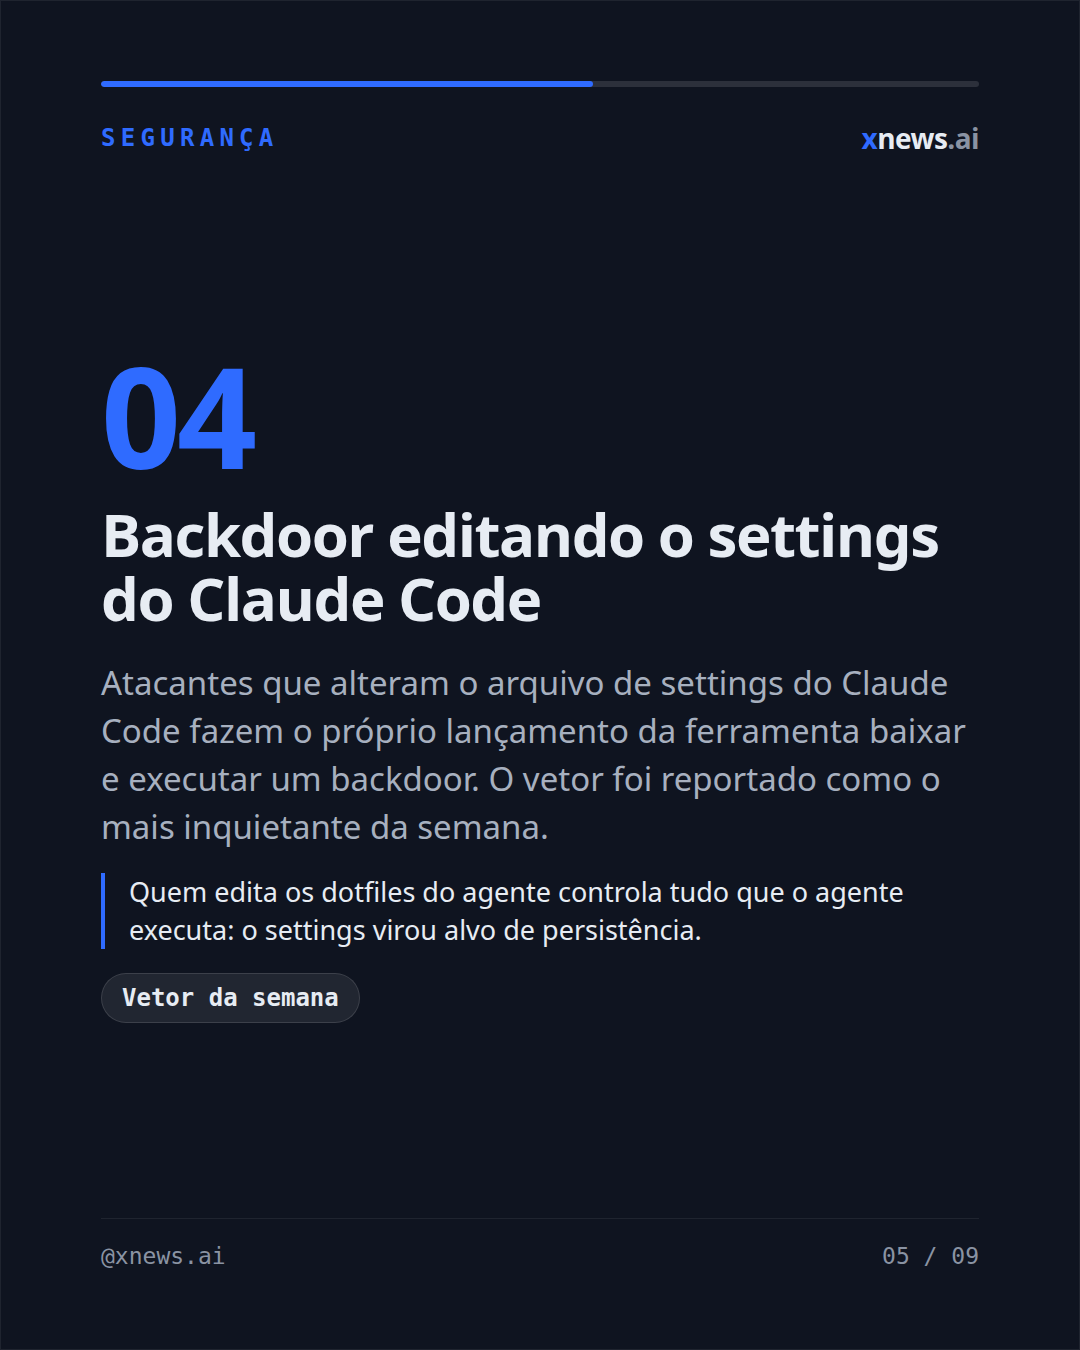 SEGURANÇA
xnews.ai
04
Backdoor editando o settings
do Claude Code
Atacantes que alteram o arquivo de settings do Claude
Code fazem o próprio lançamento da ferramenta baixar
e executar um backdoor. O vetor foi reportado como o
mais inquietante da semana.
Quem edita os dotfiles do agente controla tudo que o agente
executa: o settings virou alvo de persistência.
Vetor da semana
@xnews.ai
05 / 09